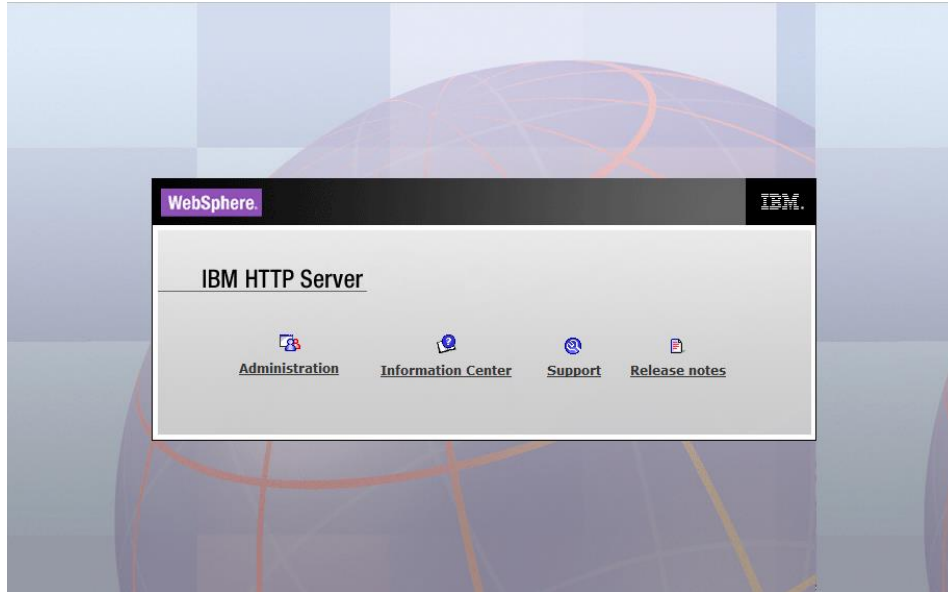 WebSphere.
IBM.
IBM HTTP Server
Administration
Information Center
Support
Release notes